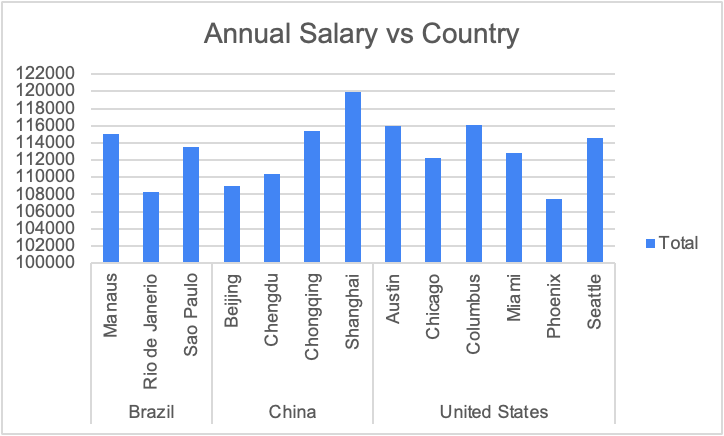 Annual Salary vs Country
122000
120000
118000
116000
114000
112000
110000
108000
106000
104000
102000
100000
Manaus
Rio de Janerio
Sao Paulo
Beijing
Chengdu
Chongqing
Shanghai
Austin
Chicago
Columbus
Miami
Phoenix
Seattle
Brazil
China
United States
Total